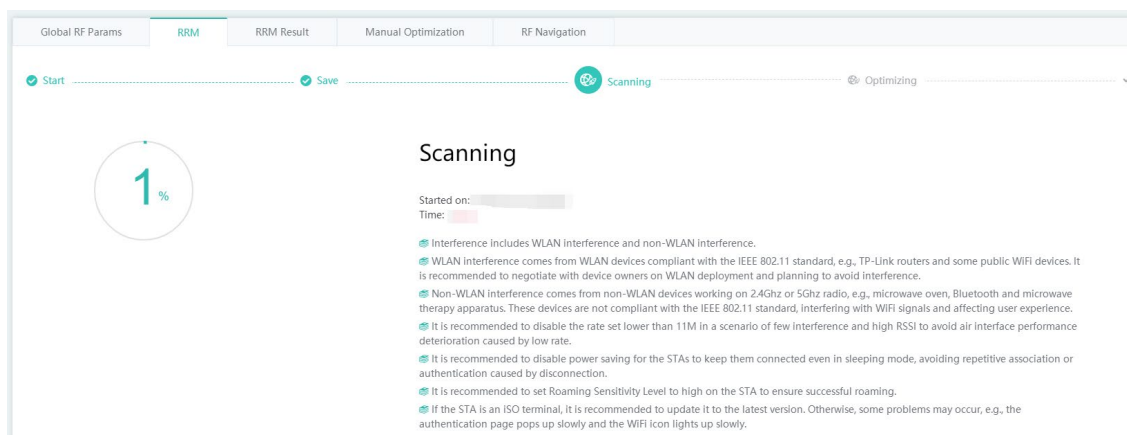 Global RF Params RRM RRM Result Manual Optimization RF Navigation
Start Save Scanning Optimizing
1 %
Scanning
Started on:
Time:
Interference includes WLAN interference and non-WLAN interference.
WLAN interference comes from WLAN devices compliant with the IEEE 802.11 standard, e.g., TP-Link routers and some public WiFi devices. It
is recommended to negotiate with device owners on WLAN deployment and planning to avoid interference.
Non-WLAN interference comes from non-WLAN devices working on 2.4Ghz or 5Ghz radio, e.g., microwave oven, Bluetooth and microwave
therapy apparatus. These devices are not compliant with the IEEE 802.11 standard, interfering with WiFi signals and affecting user experience.
It is recommended to disable the rate set lower than 11M in a scenario of few interference and high RSSI to avoid air interface performance
deterioration caused by low rate.
It is recommended to disable power saving for the STAs to keep them connected even in sleeping mode, avoiding repetitive association or
authentication caused by disconnection.
It is recommended to set Roaming Sensitivity Level to high on the STA to ensure successful roaming.
If the STA is an iSO terminal, it is recommended to update it to the latest version. Otherwise, some problems may occur, e.g., the
authentication page pops up slowly and the WiFi icon lights up slowly.